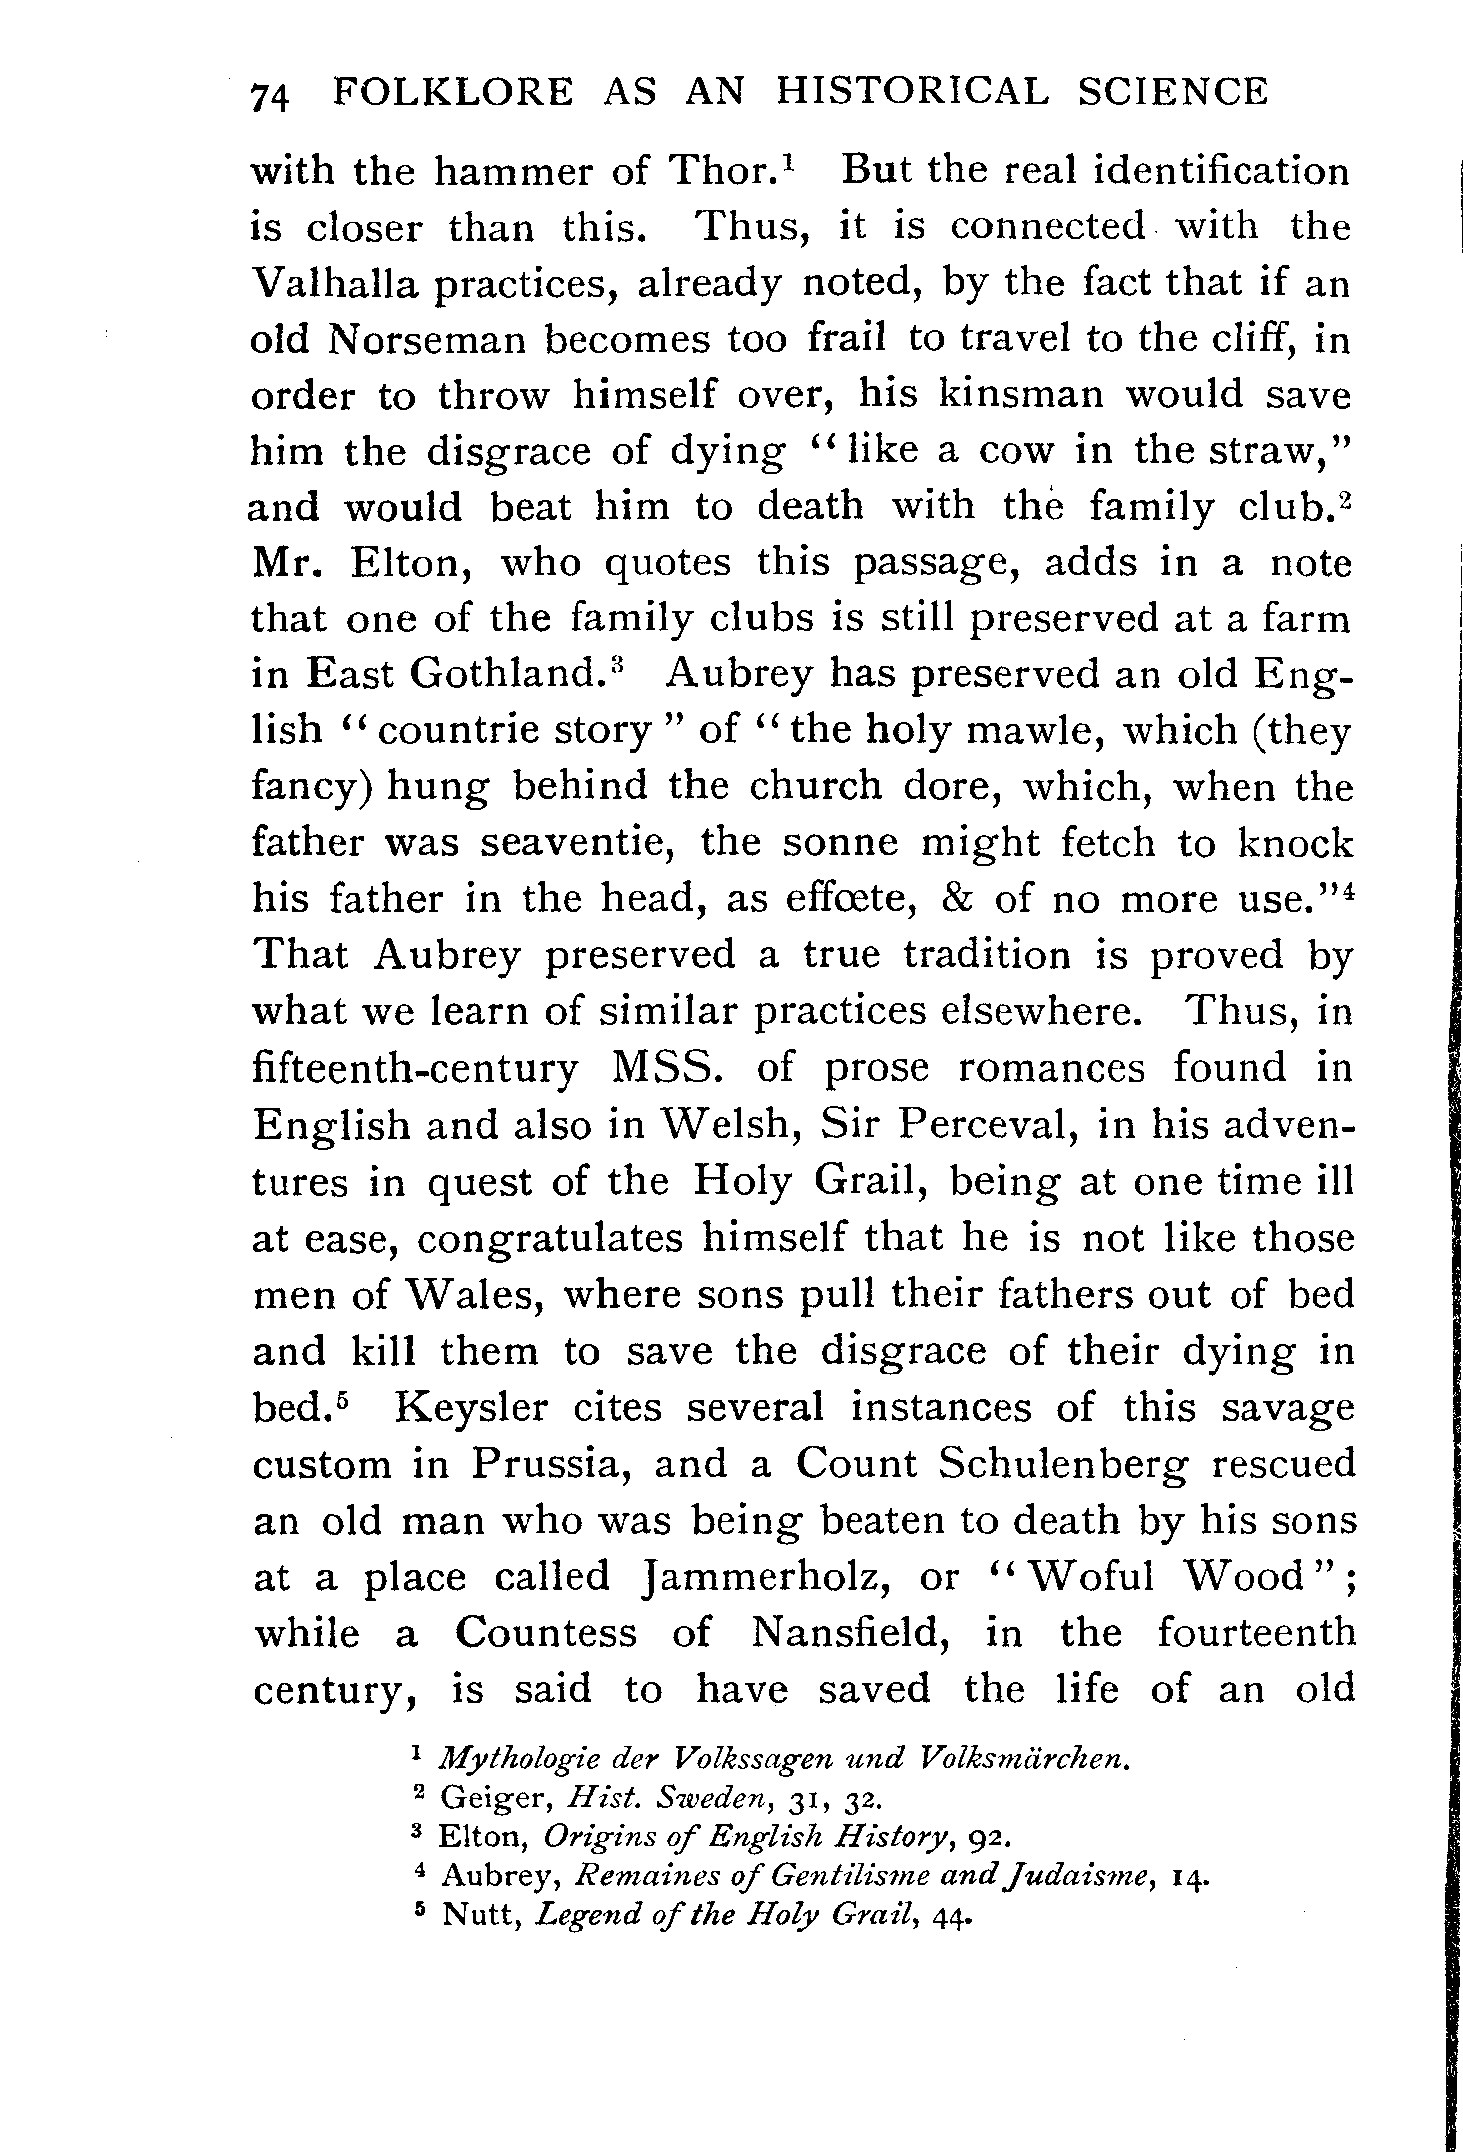 74 FOLKLORE AS AN HISTORICAL SCIENCE
with the hammer of Thor.¹ But the real identification
is closer than this. Thus, it is connected with the
Valhalla practices, already noted, by the fact that if an
old Norseman becomes too frail to travel to the cliff, in
order to throw himself over, his kinsman would save
him the disgrace of dying “like a cow in the straw,”
and would beat him to death with the family club.²
Mr. Elton, who quotes this passage, adds in a note
that one of the family clubs is still preserved at a farm
in East Gothland.³ Aubrey has preserved an old Eng-
lish “countrie story” of “the holy mawle, which (they
fancy) hung behind the church dore, which, when the
father was seaventie, the sonne might fetch to knock
his father in the head, as effœte, & of no more use.”⁴
That Aubrey preserved a true tradition is proved by
what we learn of similar practices elsewhere. Thus, in
fifteenth-century MSS. of prose romances found in
English and also in Welsh, Sir Perceval, in his adven-
tures in quest of the Holy Grail, being at one time ill
at ease, congratulates himself that he is not like those
men of Wales, where sons pull their fathers out of bed
and kill them to save the disgrace of their dying in
bed.⁵ Keysler cites several instances of this savage
custom in Prussia, and a Count Schulenberg rescued
an old man who was being beaten to death by his sons
at a place called Jammerholz, or “Woful Wood”;
while a Countess of Nansfield, in the fourteenth
century, is said to have saved the life of an old
¹ Mythologie der Volkssagen und Volksmärchen.
² Geiger, Hist. Sweden, 31, 32.
³ Elton, Origins of English History, 92.
⁴ Aubrey, Remaines of Gentilisme and Judaisme, 14.
⁵ Nutt, Legend of the Holy Grail, 44.